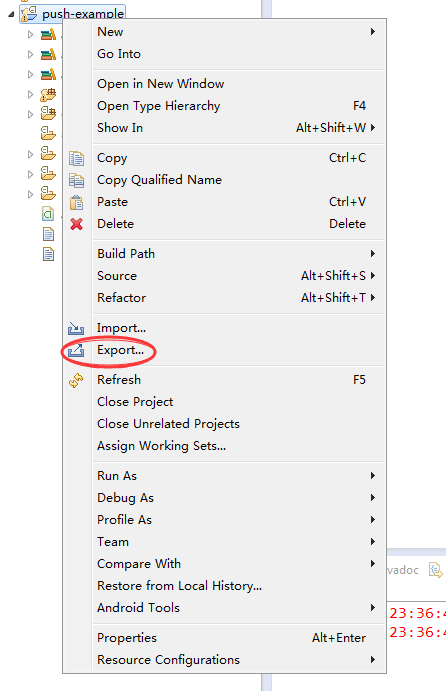 push-example
New
Go Into
Open in New Window
Open Type Hierarchy F4
Show In Alt+Shift+W
Copy Ctrl+C
Copy Qualified Name
Paste Ctrl+V
Delete Delete
Build Path
Source Alt+Shift+S
Refactor Alt+Shift+T
Import...
Export...
Refresh F5
Close Project
Close Unrelated Projects
Assign Working Sets...
Run As
Debug As
Profile As
Team
Compare With
vadoc
Restore from Local History...
Android Tools
23:36:4
23:36:4
Properties Alt+Enter
Resource Configurations